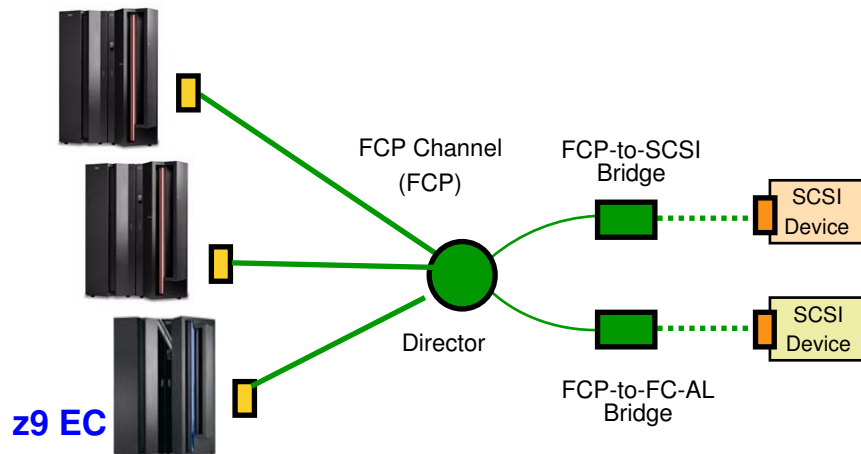 FCP Channel
(FCP)
FCP-to-SCSI
Bridge
SCSI
Device
Director
SCSI
Device
FCP-to-FC-AL
Bridge
z9 EC